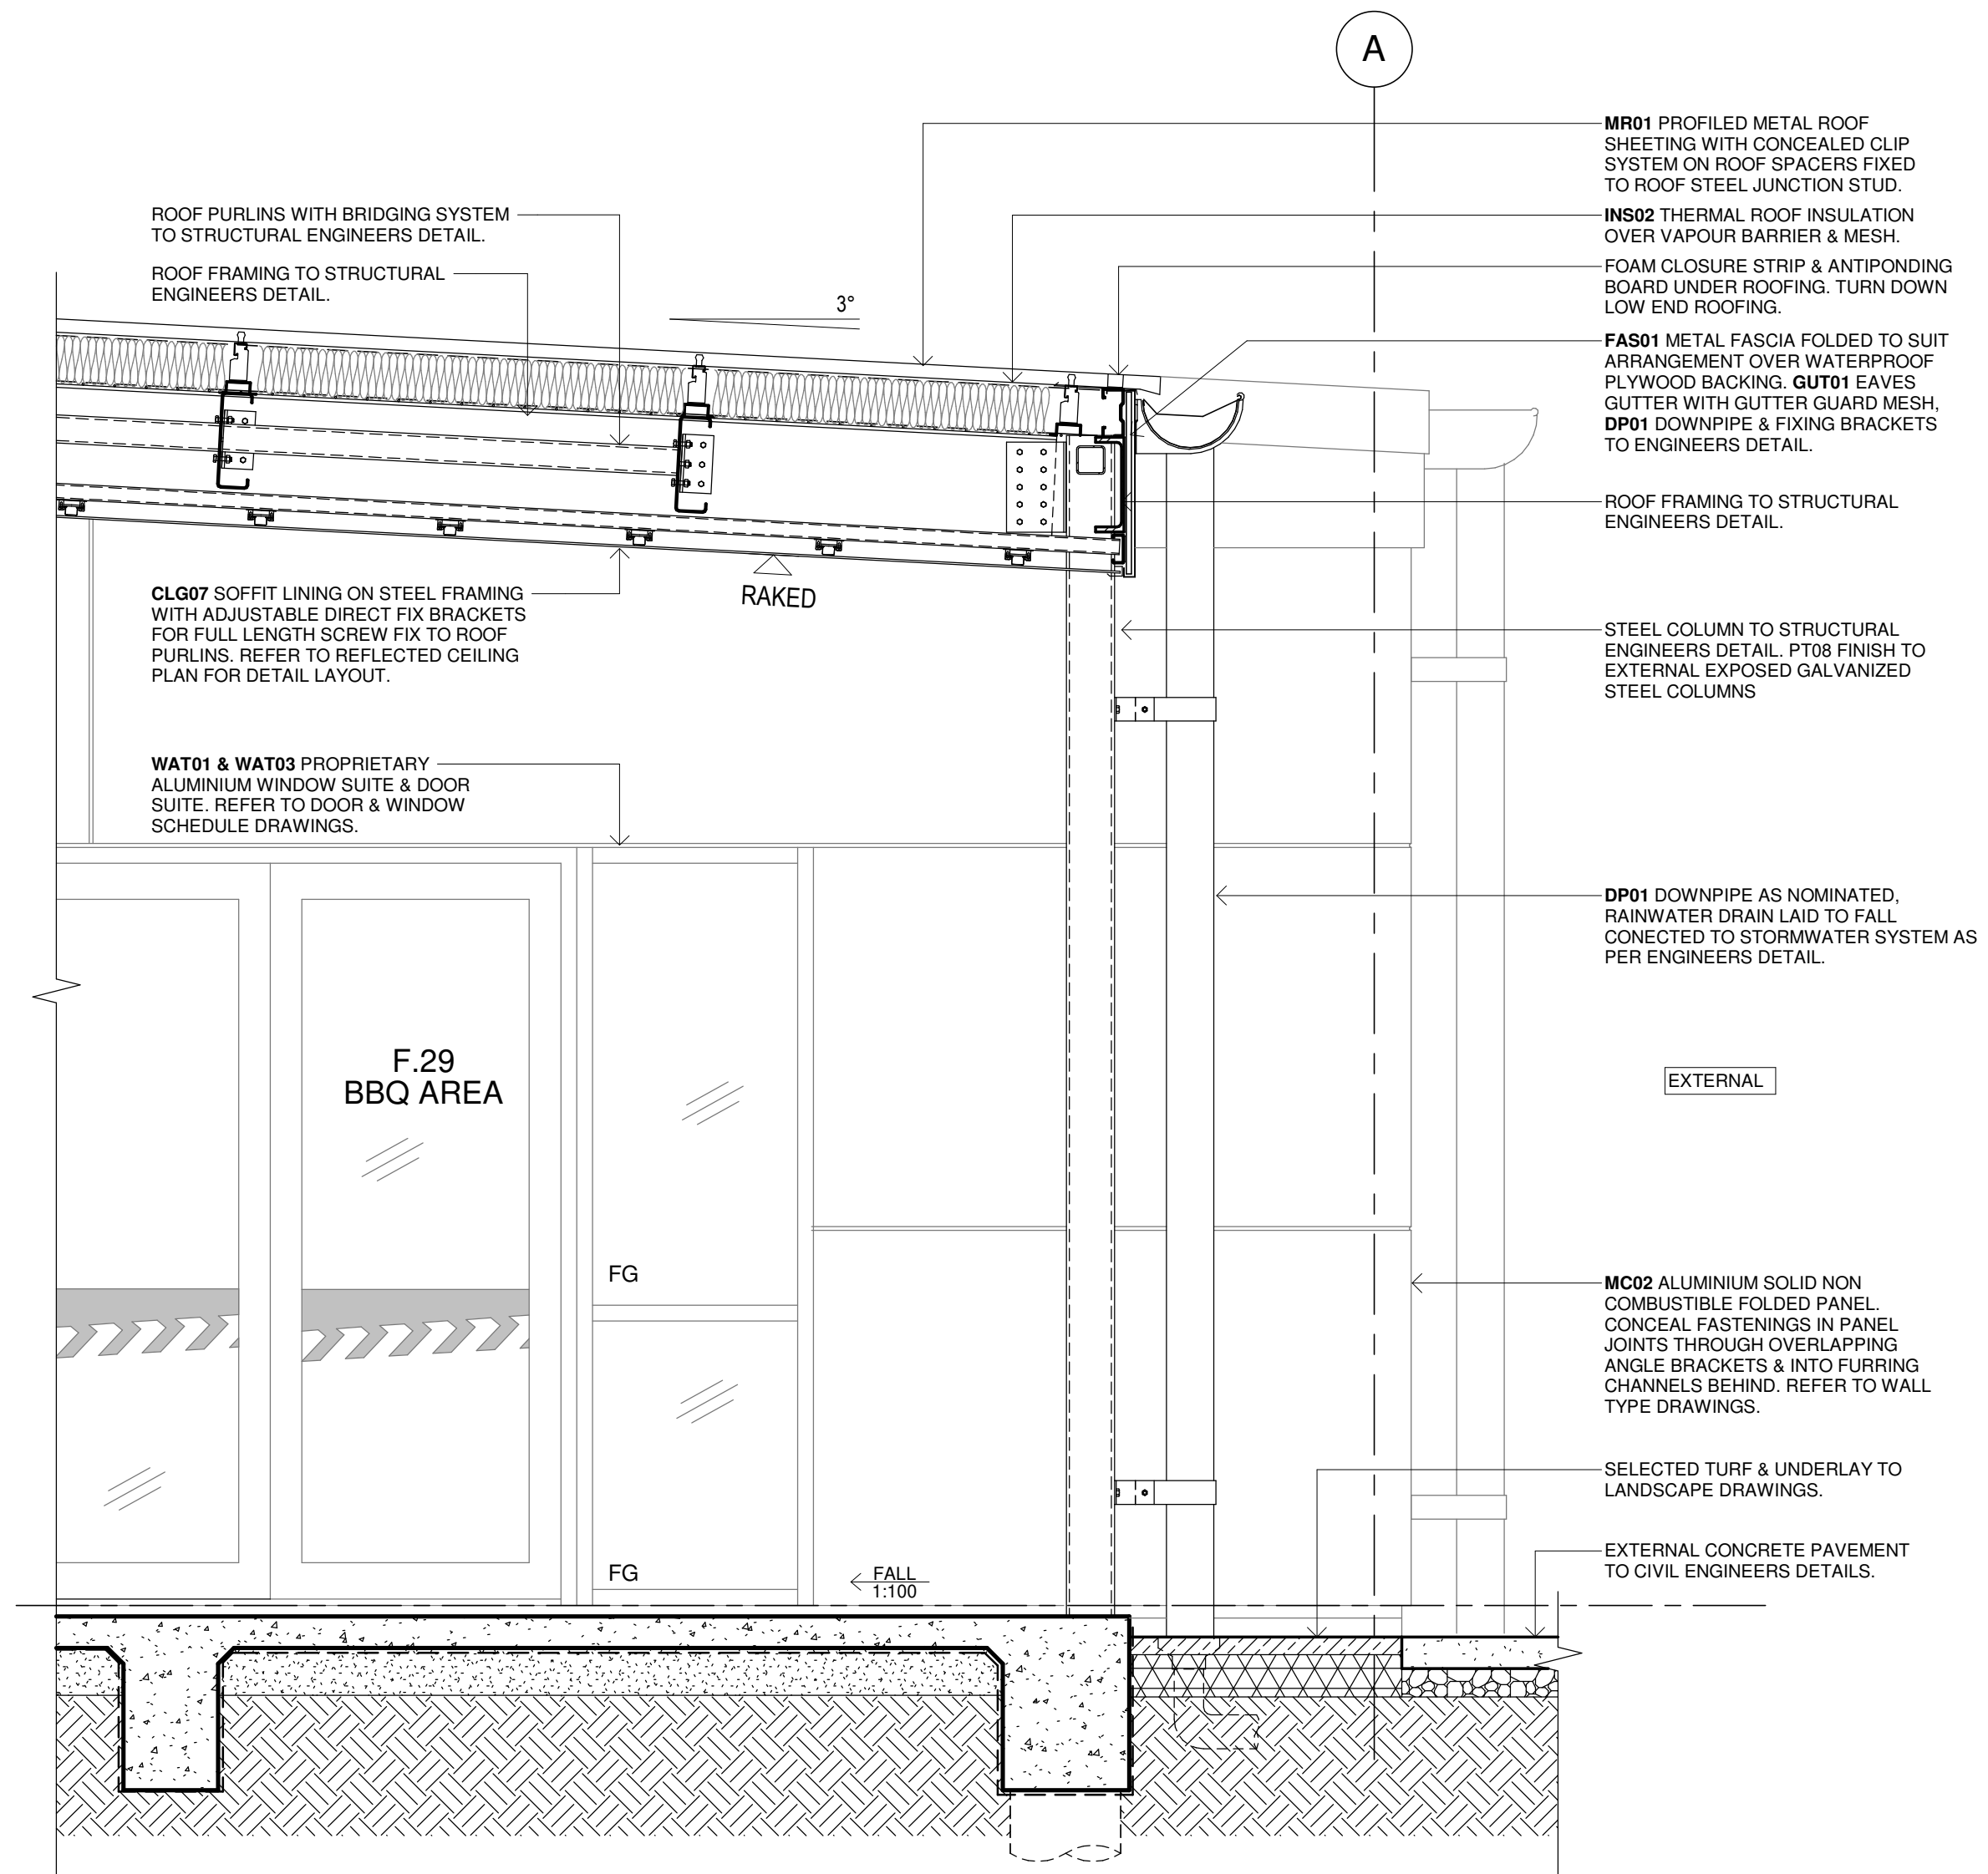 A
MR01 PROFILED METAL ROOF
SHEETING WITH CONCEALED CLIP
SYSTEM ON ROOF SPACERS FIXED
TO ROOF STEEL JUNCTION STUD.
ROOF PURLINS WITH BRIDGING SYSTEM
TO STRUCTURAL ENGINEERS DETAIL.
INS02 THERMAL ROOF INSULATION
OVER VAPOUR BARRIER & MESH.
ROOF FRAMING TO STRUCTURAL
ENGINEERS DETAIL.
FOAM CLOSURE STRIP & ANTIPONDING
BOARD UNDER ROOFING. TURN DOWN
LOW END ROOFING.
3°
FAS01 METAL FASCIA FOLDED TO SUIT
ARRANGEMENT OVER WATERPROOF
PLYWOOD BACKING. GUT01 EAVES
GUTTER WITH GUTTER GUARD MESH,
DP01 DOWNPIPE & FIXING BRACKETS
TO ENGINEERS DETAIL.
ROOF FRAMING TO STRUCTURAL
ENGINEERS DETAIL.
CLG07 SOFFIT LINING ON STEEL FRAMING
WITH ADJUSTABLE DIRECT FIX BRACKETS
FOR FULL LENGTH SCREW FIX TO ROOF
PURLINS. REFER TO REFLECTED CEILING
PLAN FOR DETAIL LAYOUT.
RAKED
STEEL COLUMN TO STRUCTURAL
ENGINEERS DETAIL. PT08 FINISH TO
EXTERNAL EXPOSED GALVANIZED
STEEL COLUMNS
WAT01 & WAT03 PROPRIETARY
ALUMINIUM WINDOW SUITE & DOOR
SUITE. REFER TO DOOR & WINDOW
SCHEDULE DRAWINGS.
DP01 DOWNPIPE AS NOMINATED,
RAINWATER DRAIN LAID TO FALL
CONECTED TO STORMWATER SYSTEM AS
PER ENGINEERS DETAIL.
F.29
BBQ AREA
EXTERNAL
FG
MC02 ALUMINIUM SOLID NON
COMBUSTIBLE FOLDED PANEL.
CONCEAL FASTENINGS IN PANEL
JOINTS THROUGH OVERLAPPING
ANGLE BRACKETS & INTO FURRING
CHANNELS BEHIND. REFER TO WALL
TYPE DRAWINGS.
SELECTED TURF & UNDERLAY TO
LANDSCAPE DRAWINGS.
EXTERNAL CONCRETE PAVEMENT
TO CIVIL ENGINEERS DETAILS.
FG
FALL
1:100